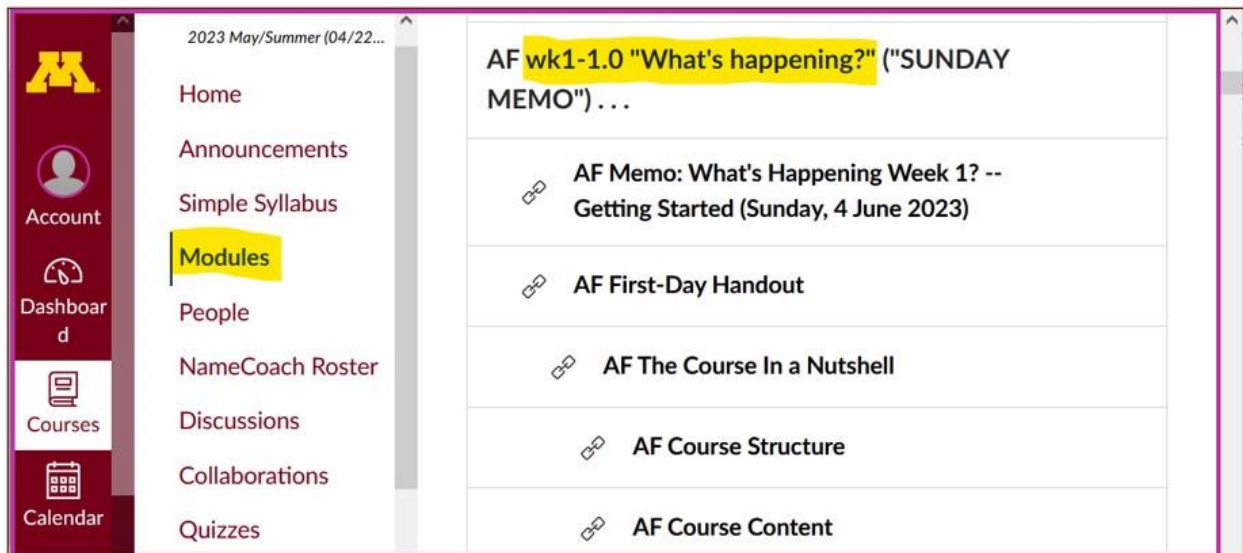 M
Account
Dashboar
d
Courses
Calendar
2023 May/Summer (04/22...
Home
Announcements
Simple Syllabus
Modules
People
NameCoach Roster
Discussions
Collaborations
Quizzes
AF wk1-1.0 "What's happening?" ("SUNDAY
MEMO") . . .
AF Memo: What's Happening Week 1? --
Getting Started (Sunday, 4 June 2023)
AF First-Day Handout
AF The Course In a Nutshell
AF Course Structure
AF Course Content